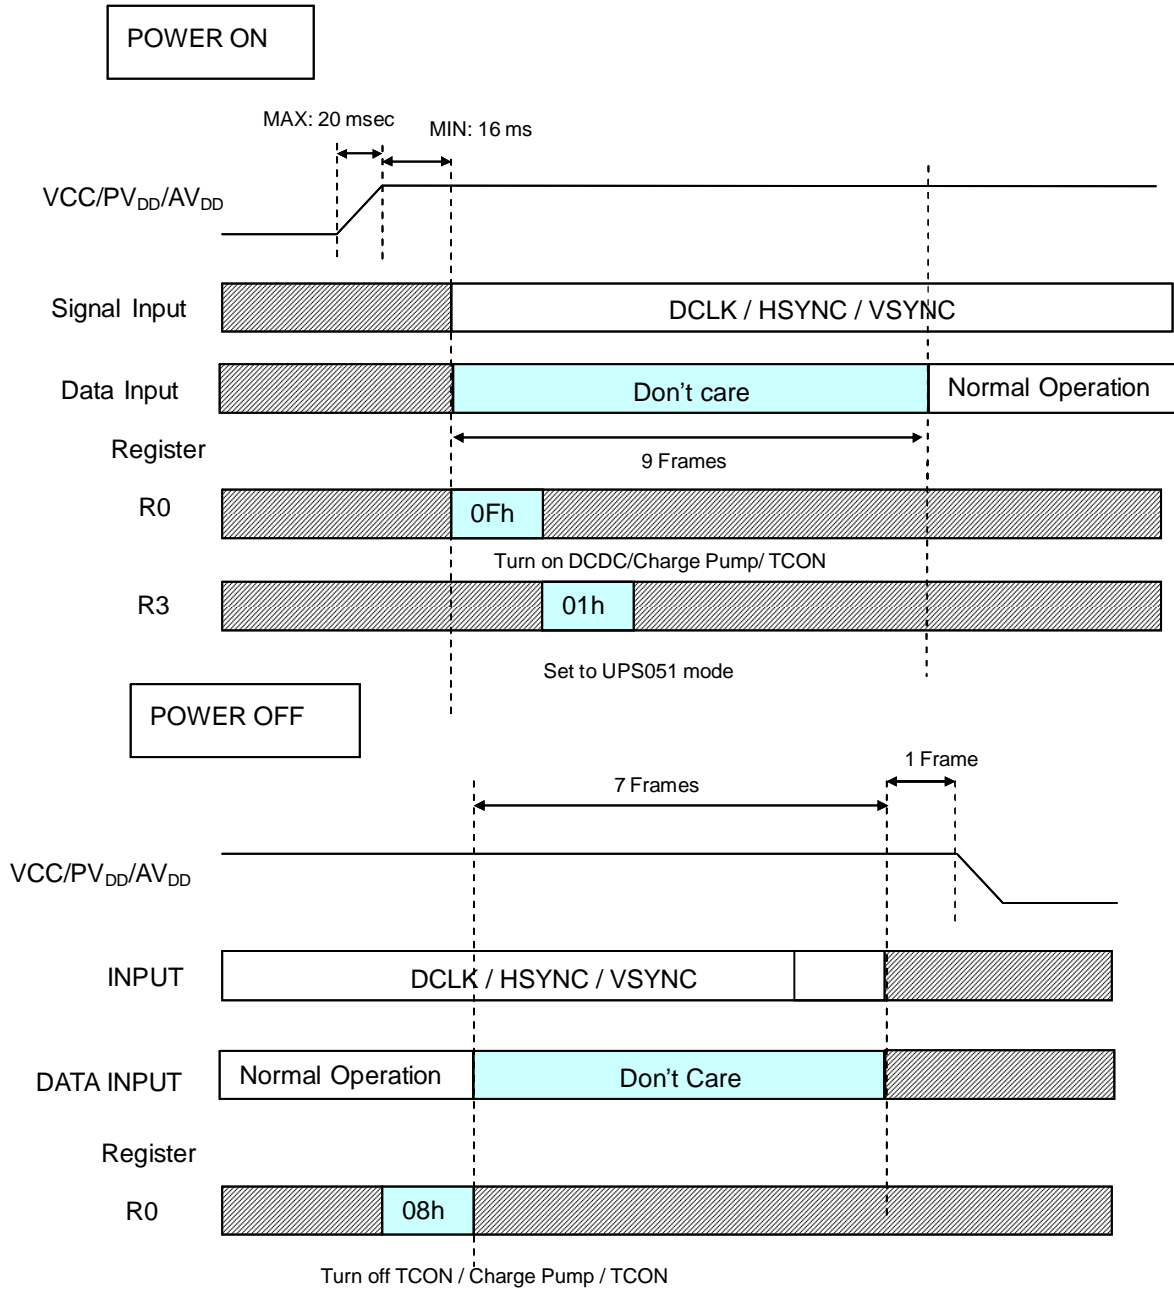 POWER ON
MAX: 20 msec
MIN: 16 ms
VCC/PVDD/AVDD
Signal Input
DCLK / HSYNC / VSYNC
Data Input
Don't care
Normal Operation
Register
9 Frames
R0
0Fh
Turn on DCDC/Charge Pump/ TCON
R3
01h
Set to UPS051 mode
POWER OFF
1 Frame
7 Frames
VCC/PVDD/AVDD
INPUT
DCLK / HSYNC / VSYNC
DATA INPUT
Normal Operation
Don't Care
Register
R0
08h
Turn off TCON / Charge Pump / TCON